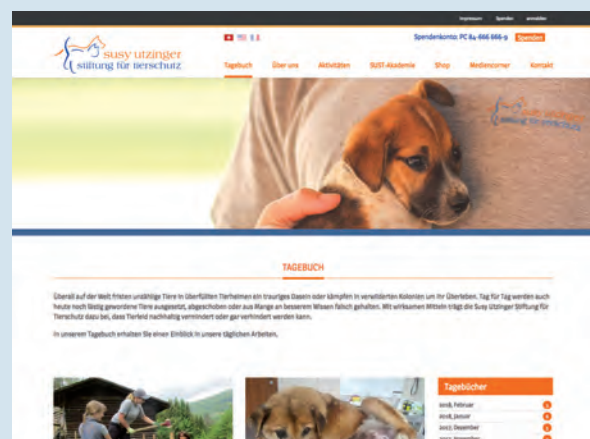 Impressum Spenden anmelden
Spendenkonto: PC 84-666 666-9 Spenden
susy utzinger
stiftung für tierschutz
Tagebuch Über uns Aktivitäten SUST-Akademie Shop Mediencorner Kontakt
susy utzinger
stiftung für tierschutz
TAGEBUCH
Überall auf der Welt fristen unzählige Tiere in überfüllten Tierheimen ein trauriges Dasein oder kämpfen in verwilderten Kolonien um ihr Überleben. Tag für Tag werden auch
heute noch lästig gewordene Tiere ausgesetzt, abgeschoben oder aus Mangel an besserem Wissen falsch gehalten. Mit wirksamen Mitteln trägt die Susy Utzinger Stiftung für
Tierschutz dazu bei, dass Tierleid nachhaltig vermindert oder gar verhindert werden kann.
In unserem Tagebuch erhalten Sie einen Einblick in unsere täglichen Arbeiten.
Tagebücher
2018, Februar
2018, Januar
2017, Dezember